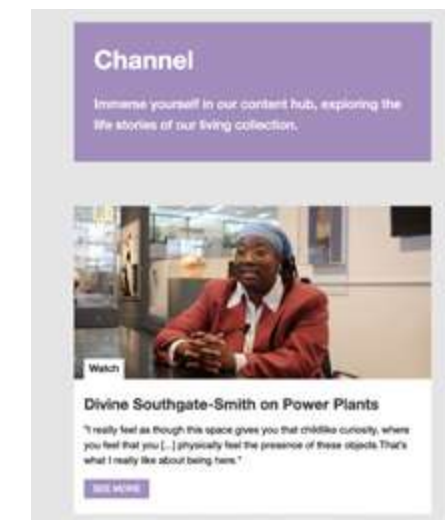 Channel
Immerse yourself in our content hub, exploring the
life stories of our living collection.
Watch
Divine Southgate-Smith on Power Plants
"I really feel as though this space gives you that childlike curiosity, where
you feel that you [...] physically feel the presence of these objects.That's
what I really like about being here."
SEE MORE